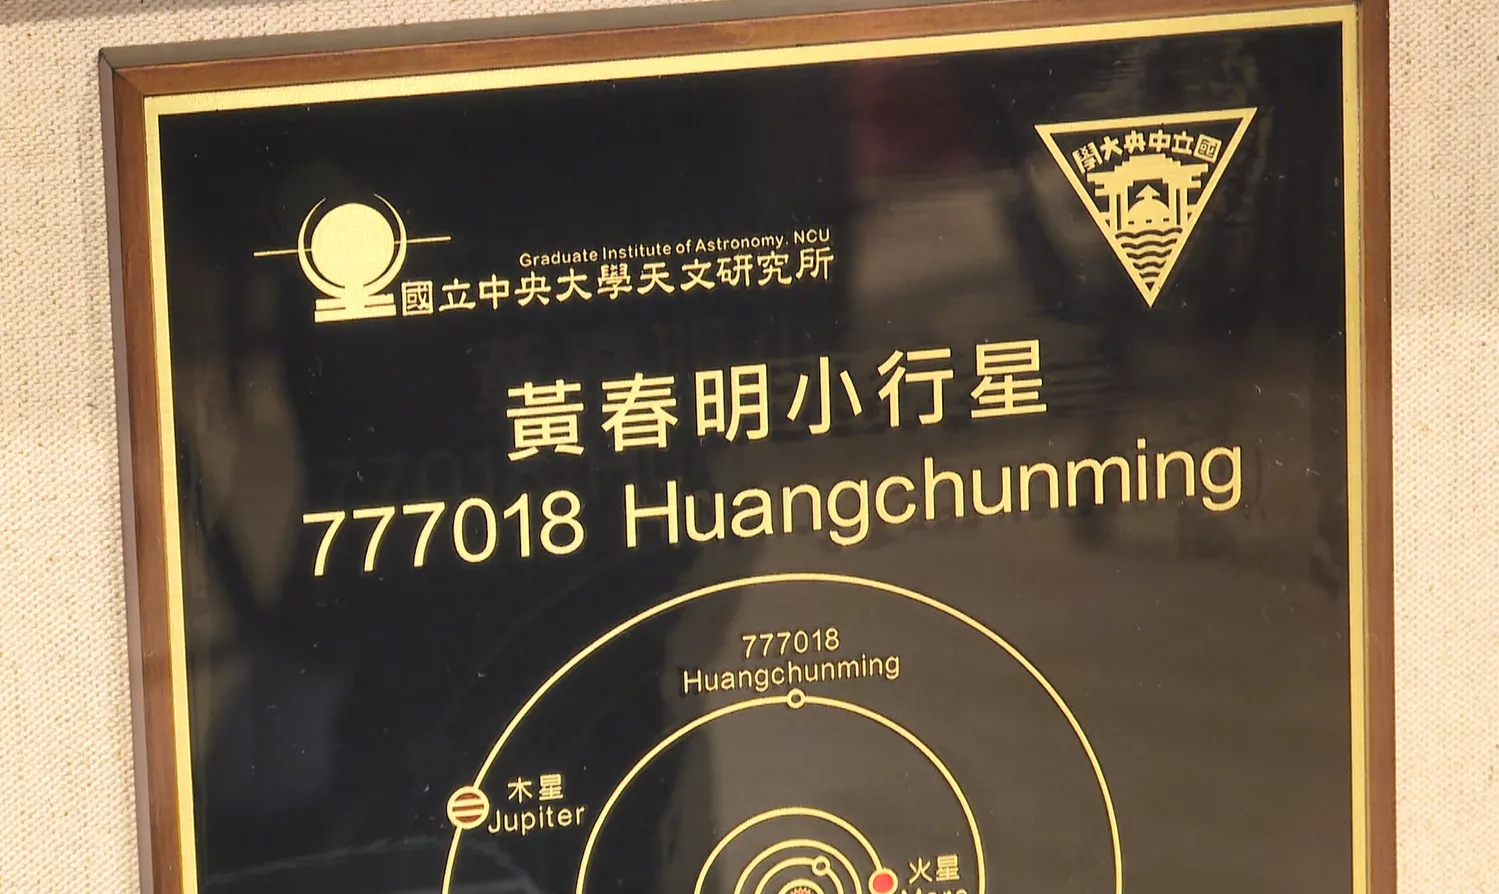 國立中央大學
Graduate Institute of Astronomy, NCU
國立中央大學天文研究所
黃春明小行星
777018 Huangchunming
777018
Huangchunming
木星
Jupiter
火星
Mars